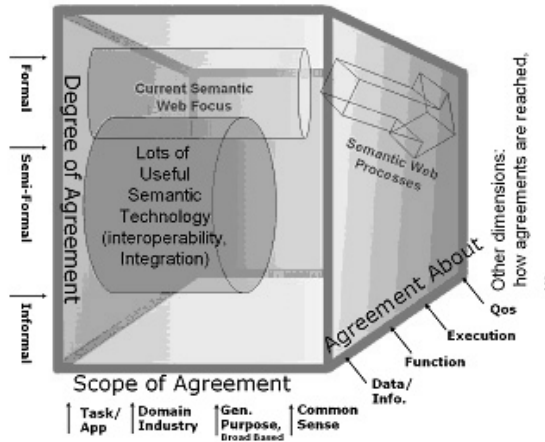 Formal
Semi-Formal
Informal
Degree of Agreement
Current Semantic
Web Focus
Lots of
Useful
Semantic
Technology
(interoperability,
Integration)
Semantic Web
Processes
Other dimensions:
how agreements are reached,
...
Agreement About
Qos
Execution
Function
Data/
Info.
Scope of Agreement
Task/
App
Domain
Industry
Gen.
Purpose,
Broad Based
Common
Sense